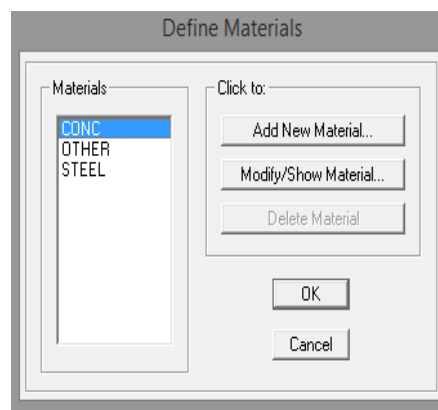 Define Materials
Materials
CONC
OTHER
STEEL
Click to:
Add New Material...
Modify/Show Material...
Delete Material
OK
Cancel